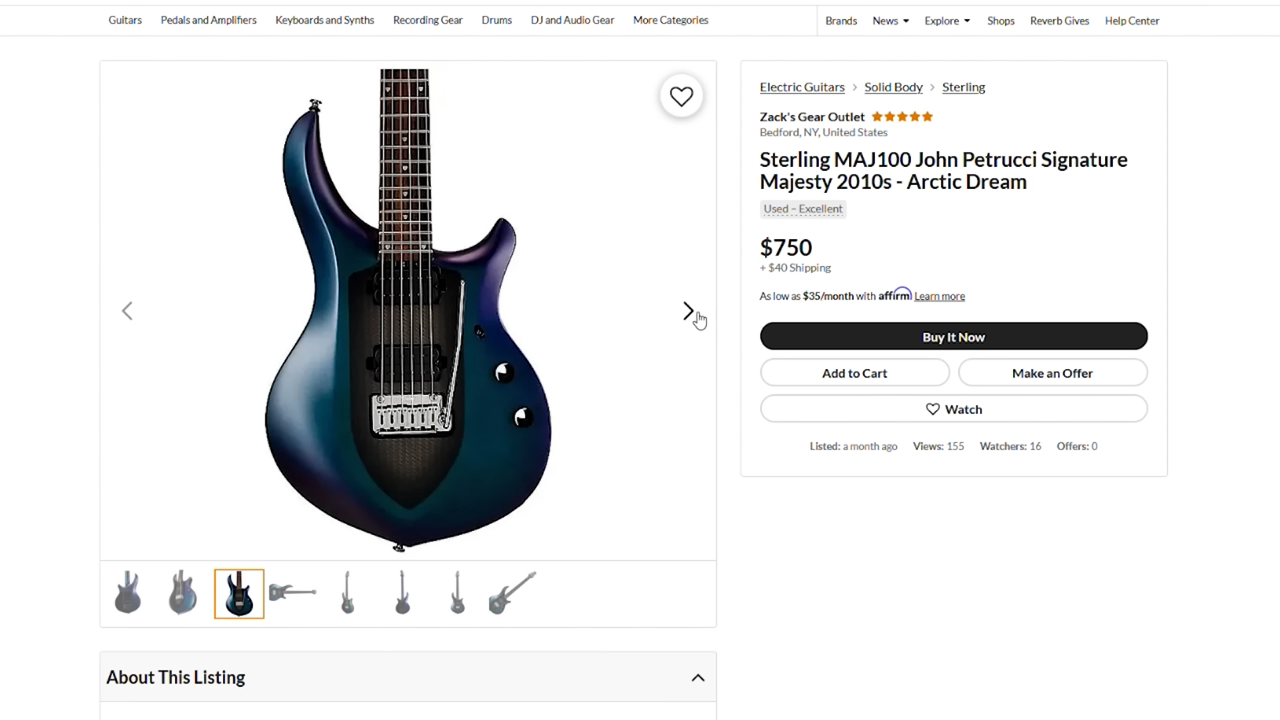 Guitars Pedals and Amplifiers Keyboards and Synths Recording Gear Drums DJ and Audio Gear More Categories Brands News Explore Shops Reverb Gives Help Center
Electric Guitars > Solid Body > Sterling
Zack's Gear Outlet
Bedford, NY, United States
Sterling MAJ100 John Petrucci Signature
Majesty 2010s - Arctic Dream
Used – Excellent
$750
+ $40 Shipping
As low as $35/month with affirm Learn more
Buy It Now
Add to Cart Make an Offer
Watch
Listed: a month ago Views: 155 Watchers: 16 Offers: 0
About This Listing